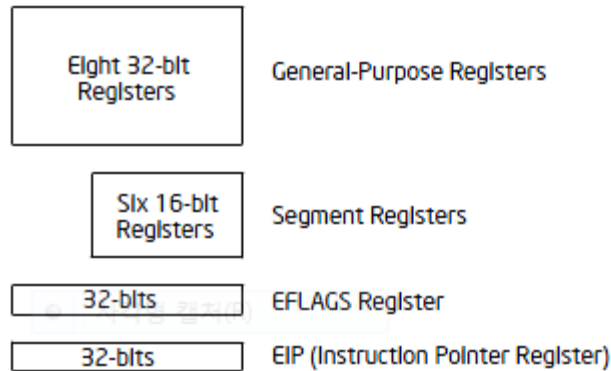 Eight 32-bit
Registers
General-Purpose Registers
Six 16-bit
Registers
Segment Registers
32-bits
EFLAGS Register
32-bits
EIP (Instruction Pointer Register)